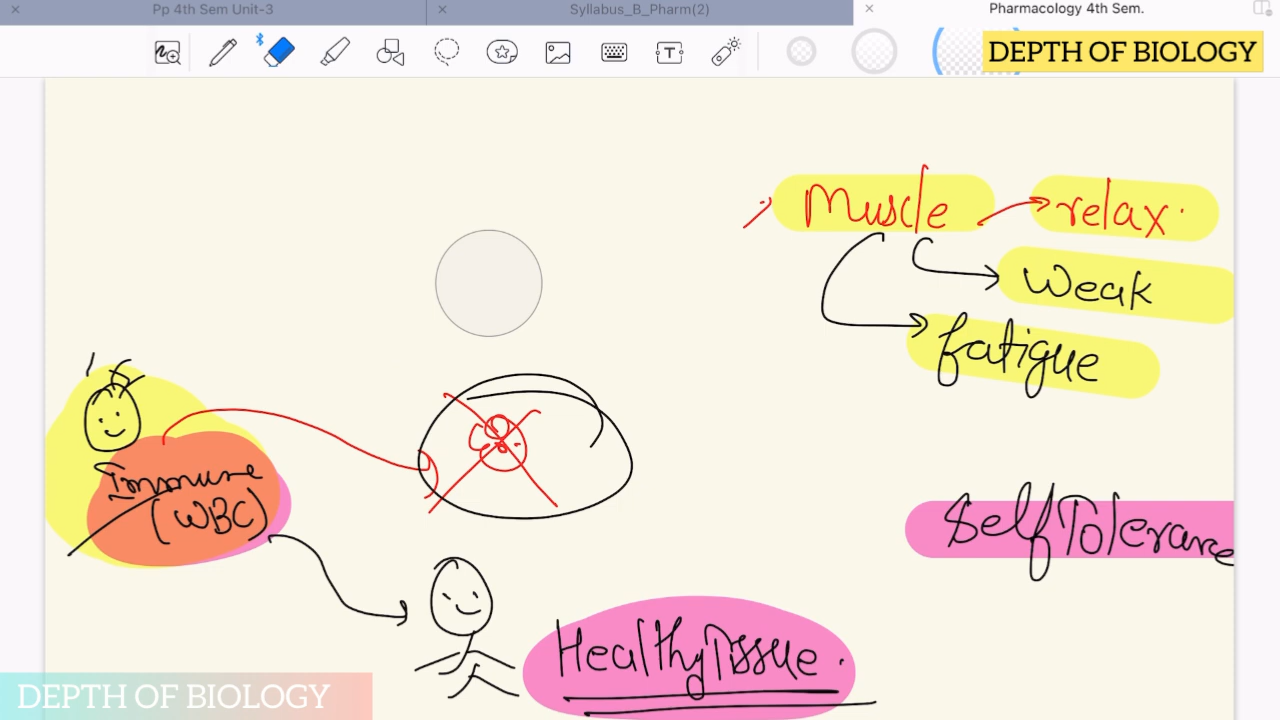 Pp 4th Sem Unit-3
Syllabus_B_Pharm(2)
Pharmacology 4th Sem.
DEPTH OF BIOLOGY
Muscle
relax.
Weak
fatigue
Immune
(WBC)
Self Tolerance
Healthy Tissue.
DEPTH OF BIOLOGY